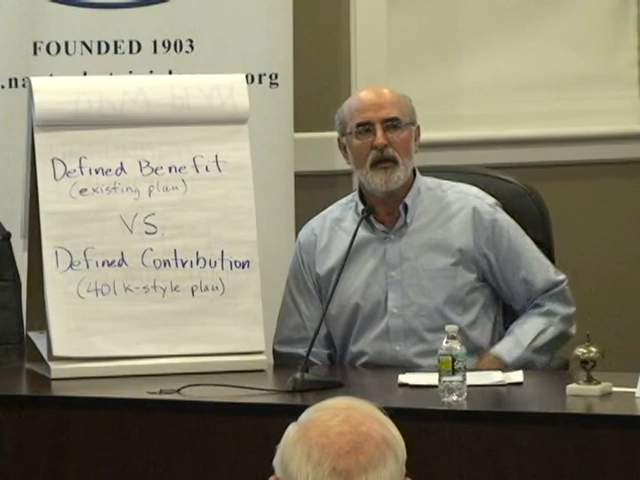 FOUNDED 1903
Defined Benefit
(existing plan)
VS.
Defined Contribution
(401k-style plan)